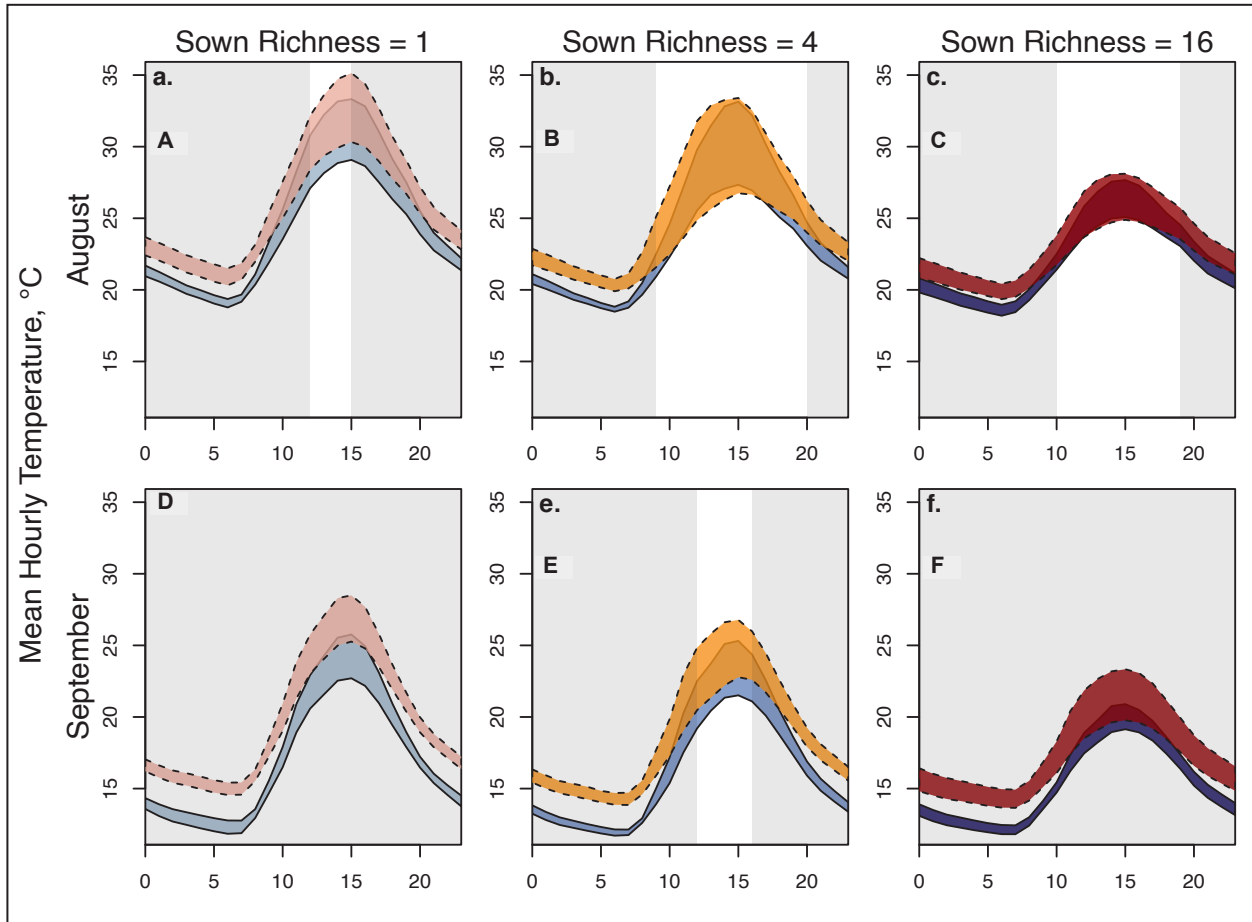 Sown Richness = 1
Sown Richness = 4
Sown Richness = 16
Mean Hourly Temperature, °C
August
a.
A
35
30
25
20
15
0 5 10 15 20
b.
B
35
30
25
20
15
0 5 10 15 20
c.
C
35
30
25
20
15
0 5 10 15 20
September
D
35
30
25
20
15
0 5 10 15 20
e.
E
35
30
25
20
15
0 5 10 15 20
f.
F
35
30
25
20
15
0 5 10 15 20